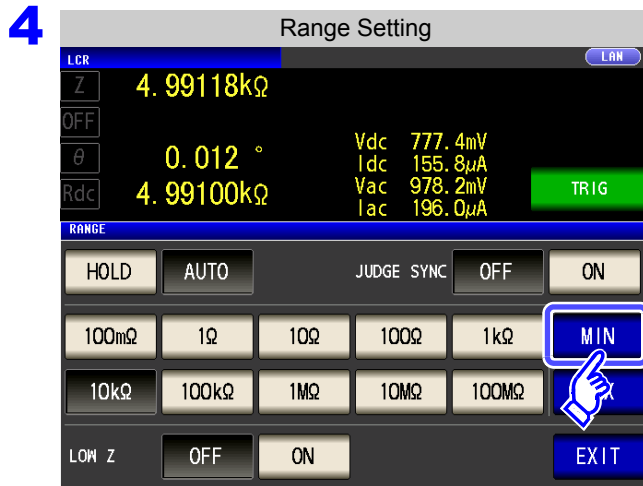 4
Range Setting
LCR LAN
Z 4.99118kΩ
OFF
θ 0.012 °
Rdc 4.99100kΩ
Vdc 777.4mV
Idc 155.8μA
Vac 978.2mV
Iac 196.0μA
TRIG
RANGE
HOLD AUTO JUDGE SYNC OFF ON
100mΩ 1Ω 10Ω 100Ω 1kΩ MIN
10kΩ 100kΩ 1MΩ 10MΩ 100MΩ
LOW Z OFF ON EXIT